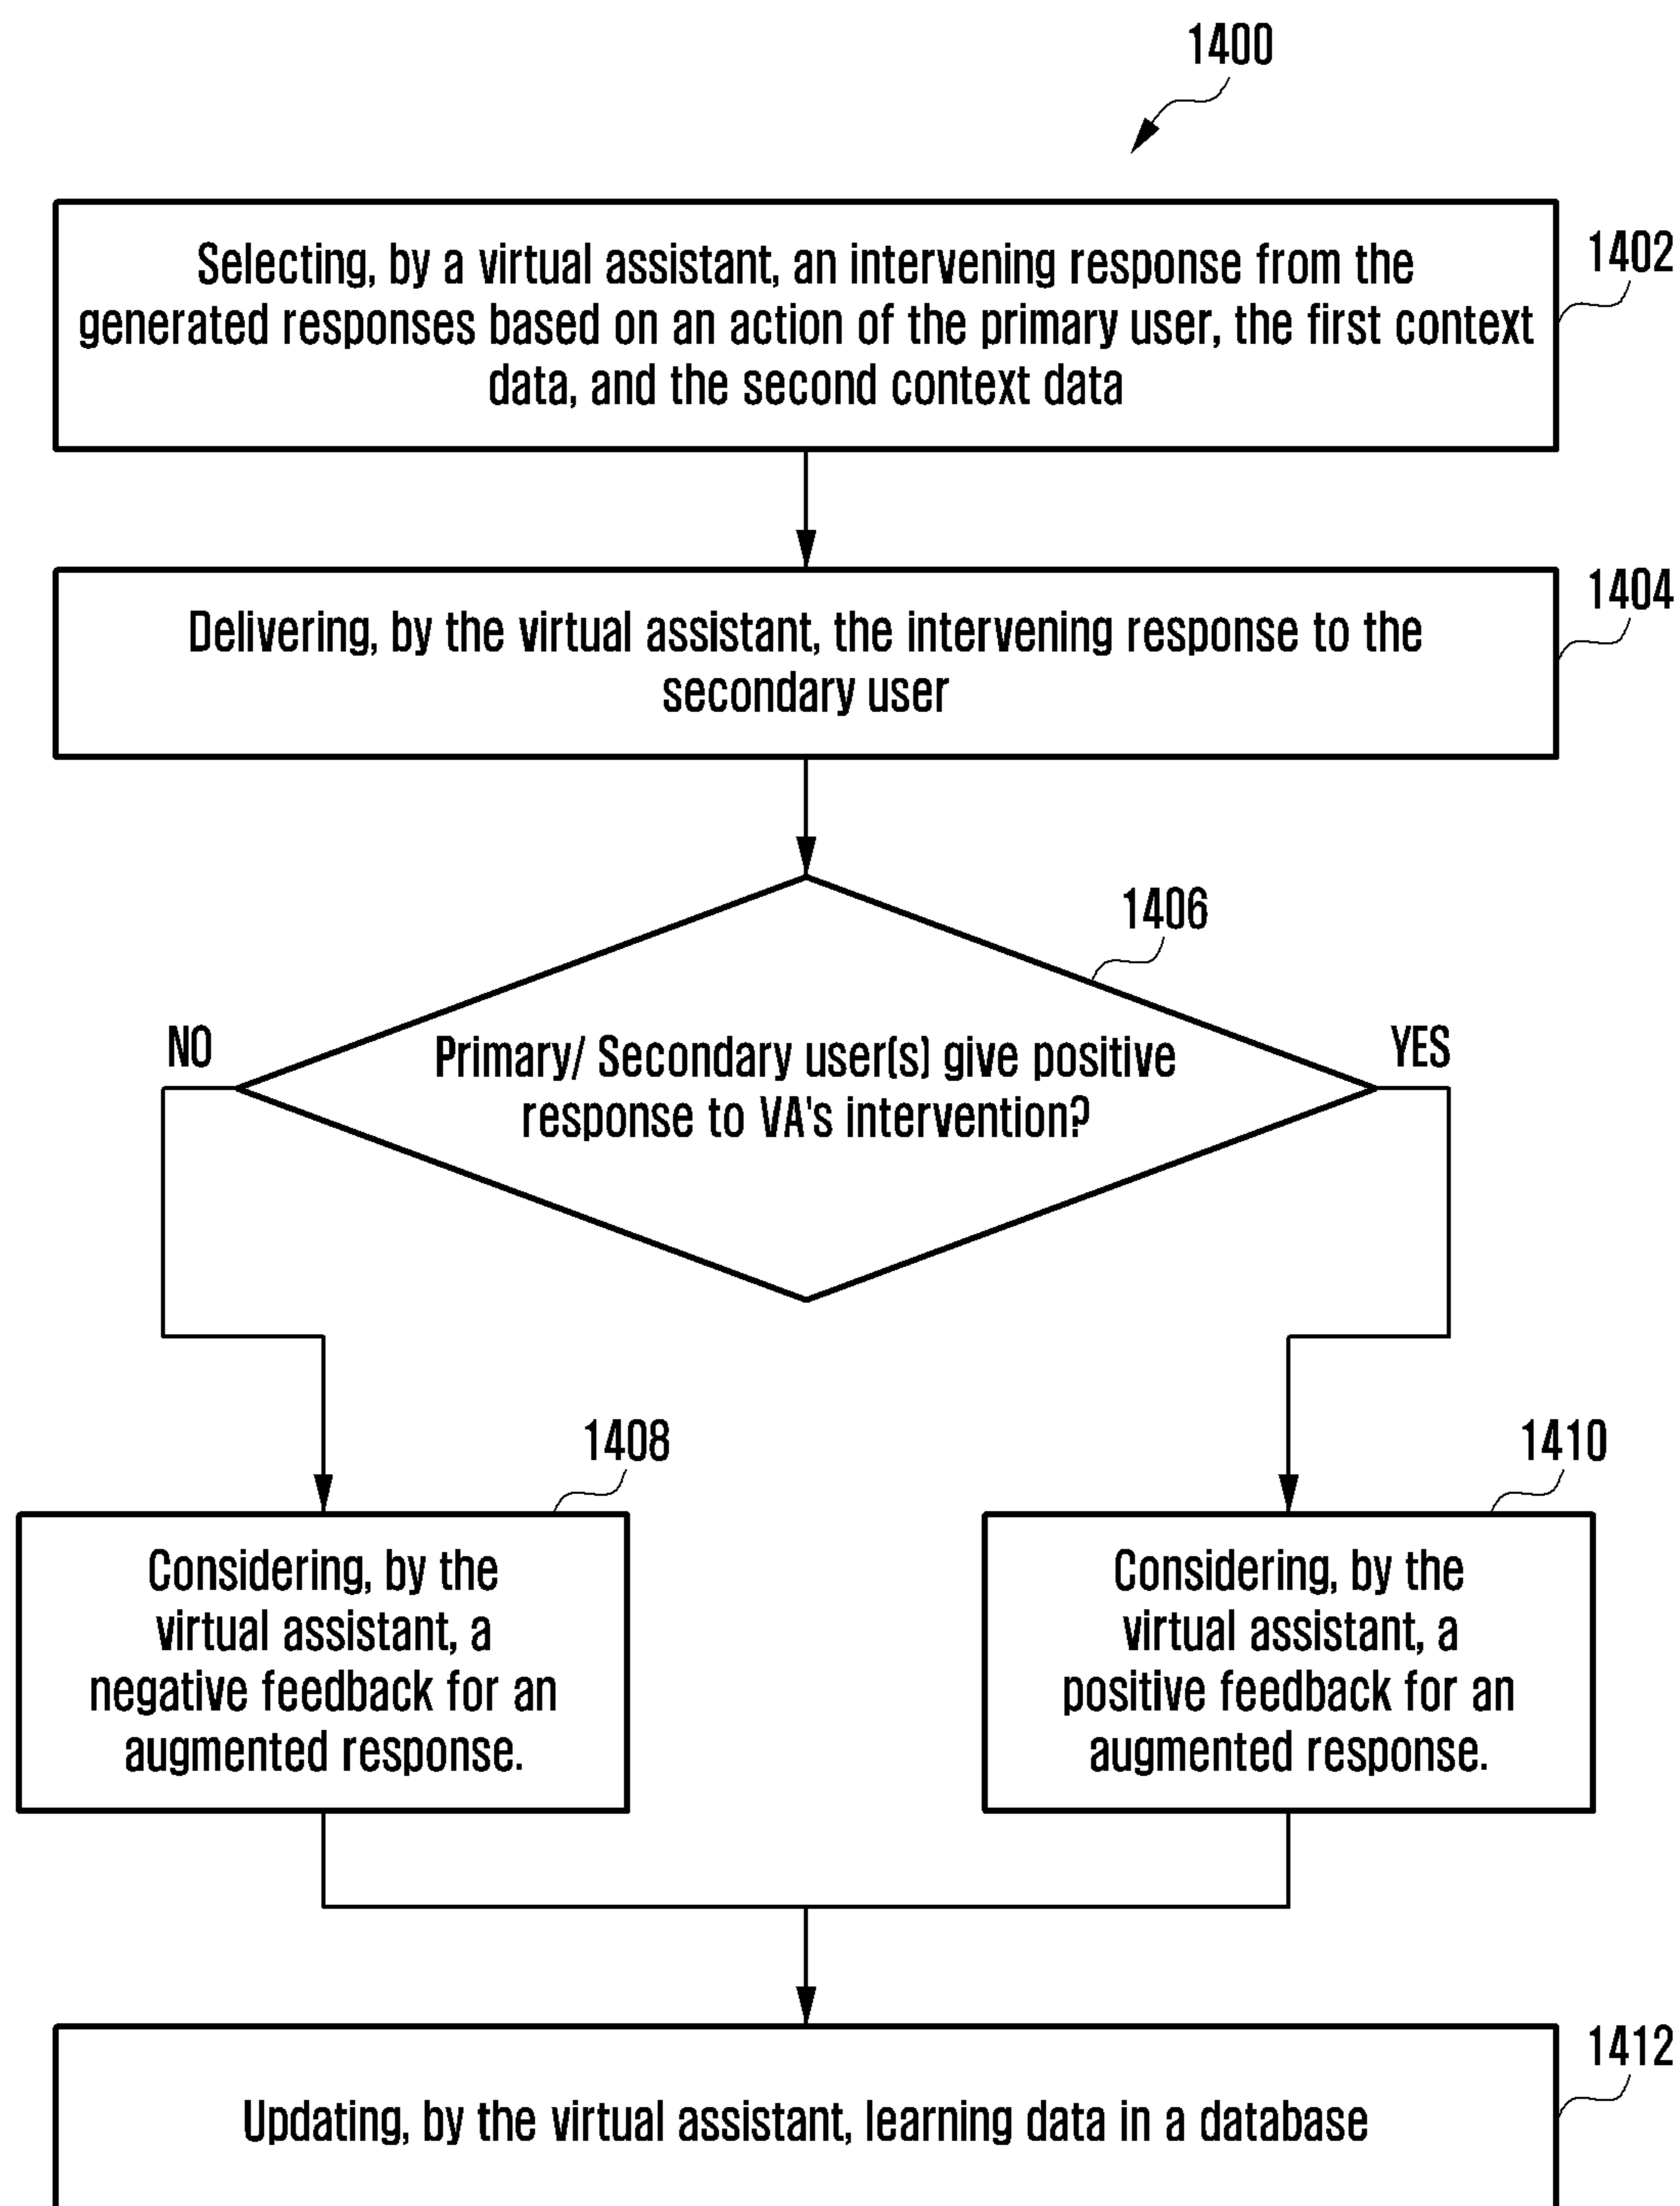 1400
Selecting, by a virtual assistant, an intervening response from the
generated responses based on an action of the primary user, the first context
data, and the second context data
1402
Delivering, by the virtual assistant, the intervening response to the
secondary user
1404
1406
Primary/ Secondary user(s) give positive
response to VA's intervention?
NO
YES
1408
Considering, by the
virtual assistant, a
negative feedback for an
augmented response.
1410
Considering, by the
virtual assistant, a
positive feedback for an
augmented response.
1412
Updating, by the virtual assistant, learning data in a database